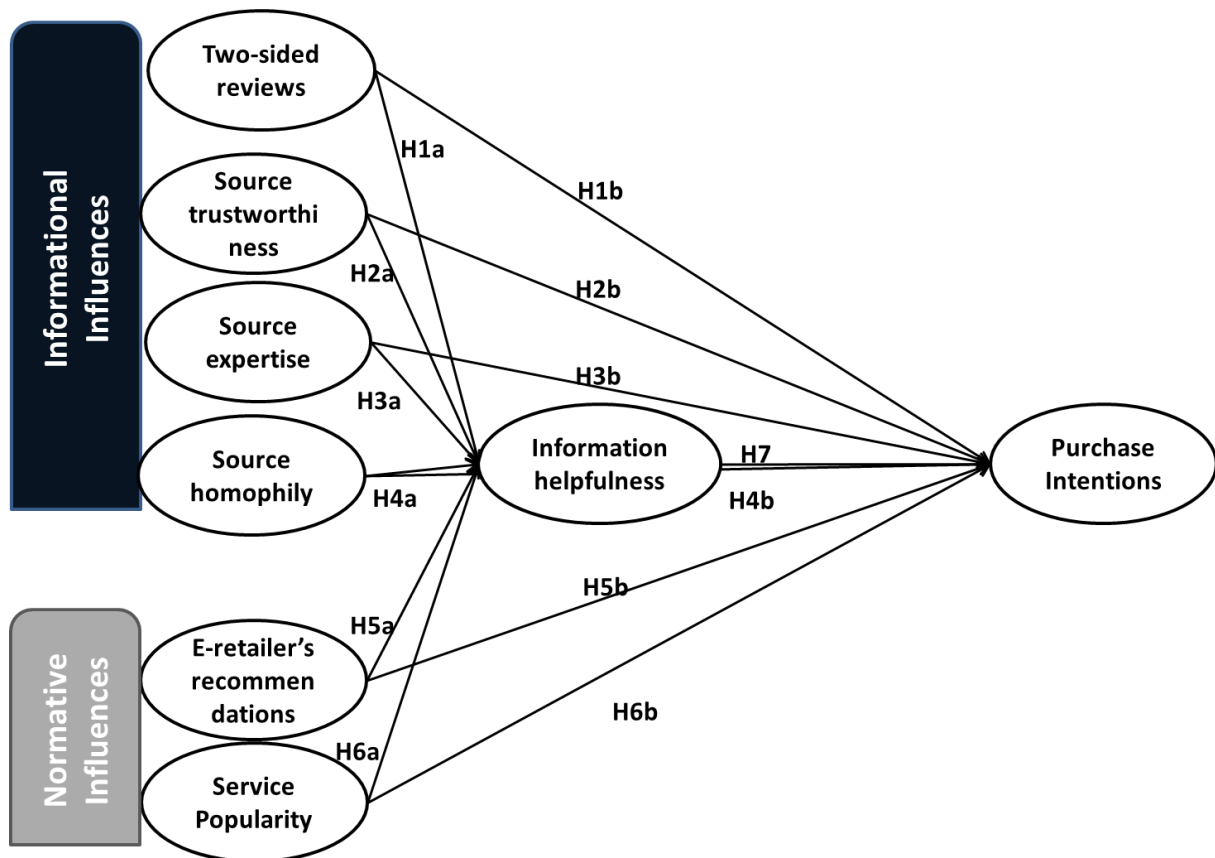 Informational
Influences
Two-sided
reviews
H1a
H1b
Source
trustworthi
ness
H2a
H2b
Source
expertise
H3a
H3b
Source
homophily
H4a
Information
helpfulness
H7
H4b
Purchase
Intentions
Normative
Influences
E-retailer’s
recommen
dations
H5a
H5b
Service
Popularity
H6a
H6b